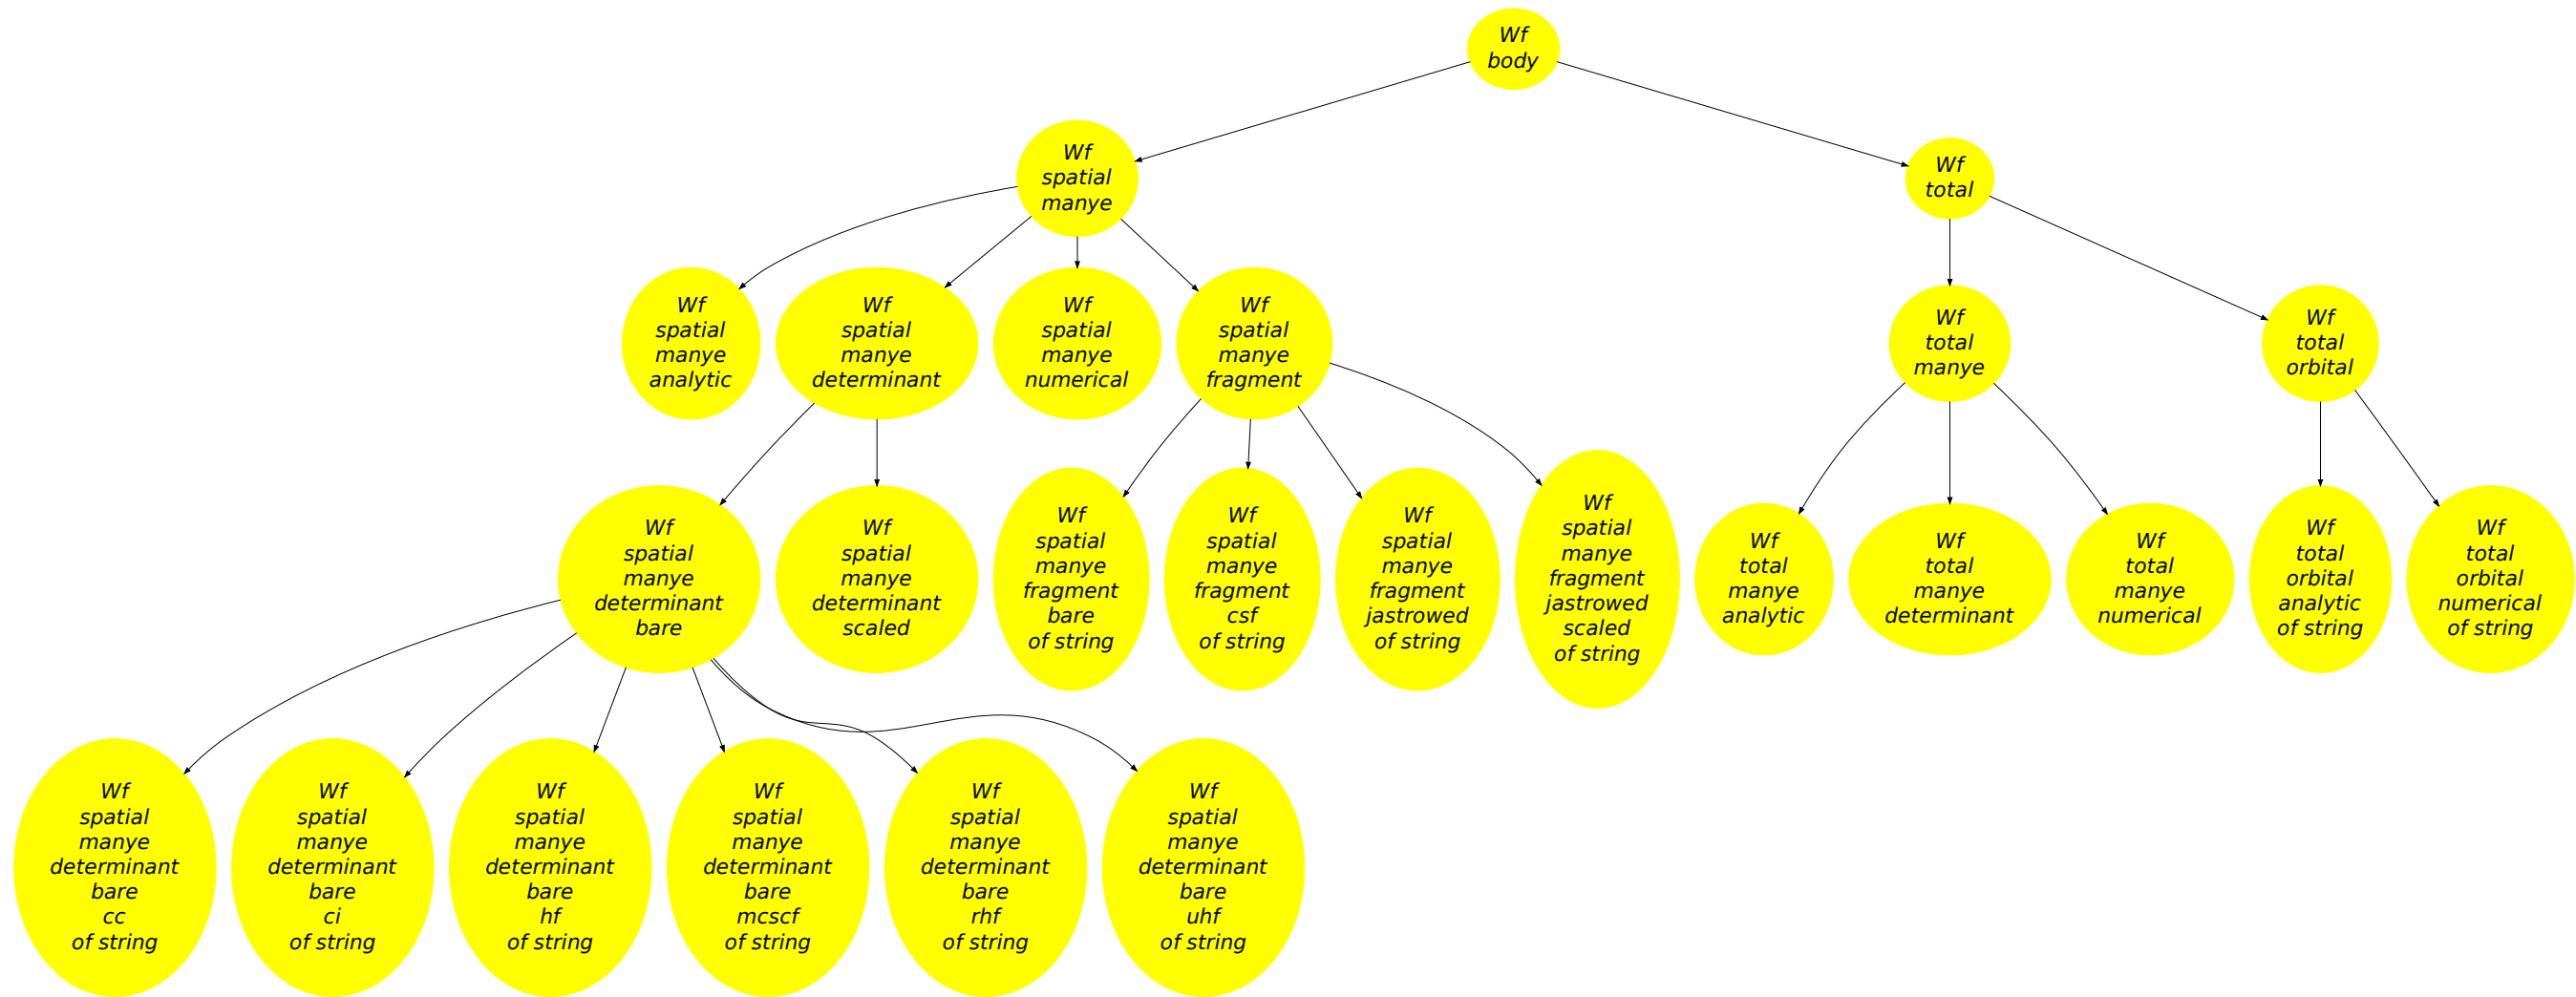 Wf
body
Wf
spatial
manye
Wf
total
Wf
spatial
manye
analytic
Wf
spatial
manye
determinant
Wf
spatial
manye
numerical
Wf
spatial
manye
fragment
Wf
total
manye
Wf
total
orbital
Wf
spatial
manye
determinant
bare
Wf
spatial
manye
determinant
scaled
Wf
spatial
manye
fragment
bare
of string
Wf
spatial
manye
fragment
csf
of string
Wf
spatial
manye
fragment
jastrowed
of string
Wf
spatial
manye
fragment
jastrowed
scaled
of string
Wf
total
manye
analytic
Wf
total
manye
determinant
Wf
total
manye
numerical
Wf
total
orbital
analytic
of string
Wf
total
orbital
numerical
of string
Wf
spatial
manye
determinant
bare
cc
of string
Wf
spatial
manye
determinant
bare
ci
of string
Wf
spatial
manye
determinant
bare
hf
of string
Wf
spatial
manye
determinant
bare
mcscf
of string
Wf
spatial
manye
determinant
bare
rhf
of string
Wf
spatial
manye
determinant
bare
uhf
of string